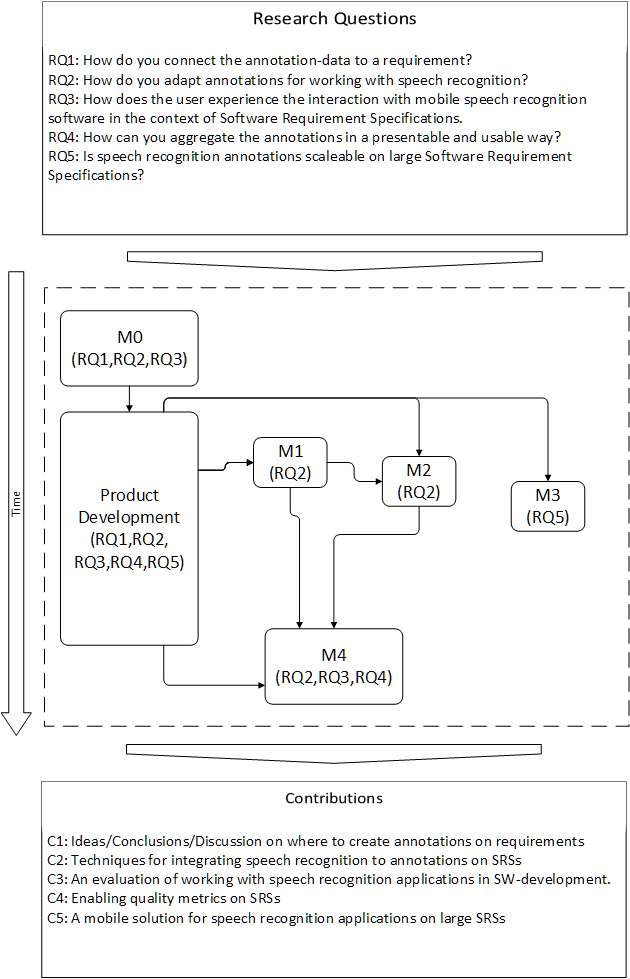 Research Questions
RQ1: How do you connect the annotation-data to a requirement?
RQ2: How do you adapt annotations for working with speech recognition?
RQ3: How does the user experience the interaction with mobile speech recognition
software in the context of Software Requirement Specifications.
RQ4: How can you aggregate the annotations in a presentable and usable way?
RQ5: Is speech recognition annotations scaleable on large Software Requirement
Specifications?
Time
M0
(RQ1,RQ2,RQ3)
Product
Development
(RQ1,RQ2,
RQ3,RQ4,RQ5)
M1
(RQ2)
M2
(RQ2)
M3
(RQ5)
M4
(RQ2,RQ3,RQ4)
Contributions
C1: Ideas/Conclusions/Discussion on where to create annotations on requirements
C2: Techniques for integrating speech recognition to annotations on SRSs
C3: An evaluation of working with speech recognition applications in SW-development.
C4: Enabling quality metrics on SRSs
C5: A mobile solution for speech recognition applications on large SRSs